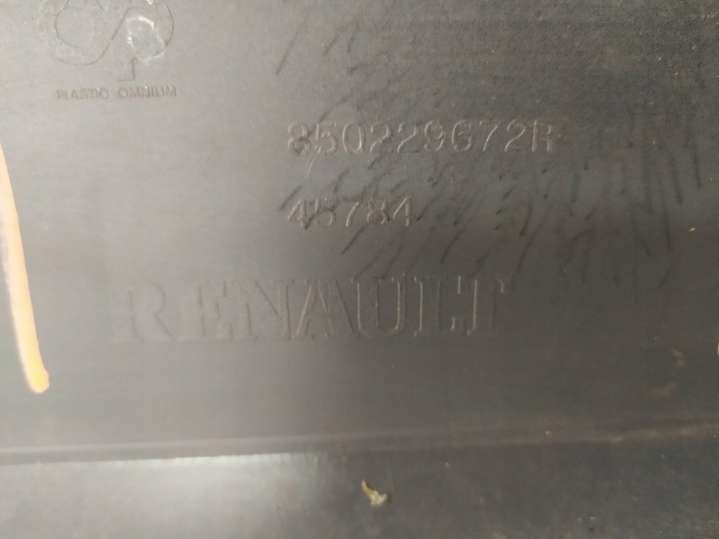 PLASTIC OMNIUM
850229672R
45784
RENAULT